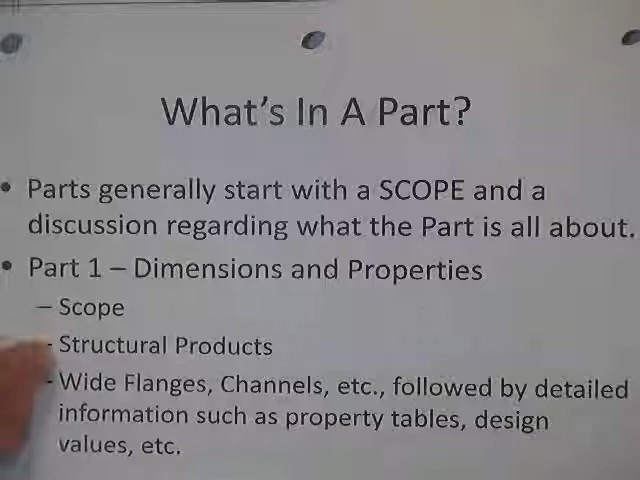 What's In A Part?
• Parts generally start with a SCOPE and a
discussion regarding what the Part is all about.
• Part 1 – Dimensions and Properties
– Scope
- Structural Products
- Wide Flanges, Channels, etc., followed by detailed
information such as property tables, design
values, etc.